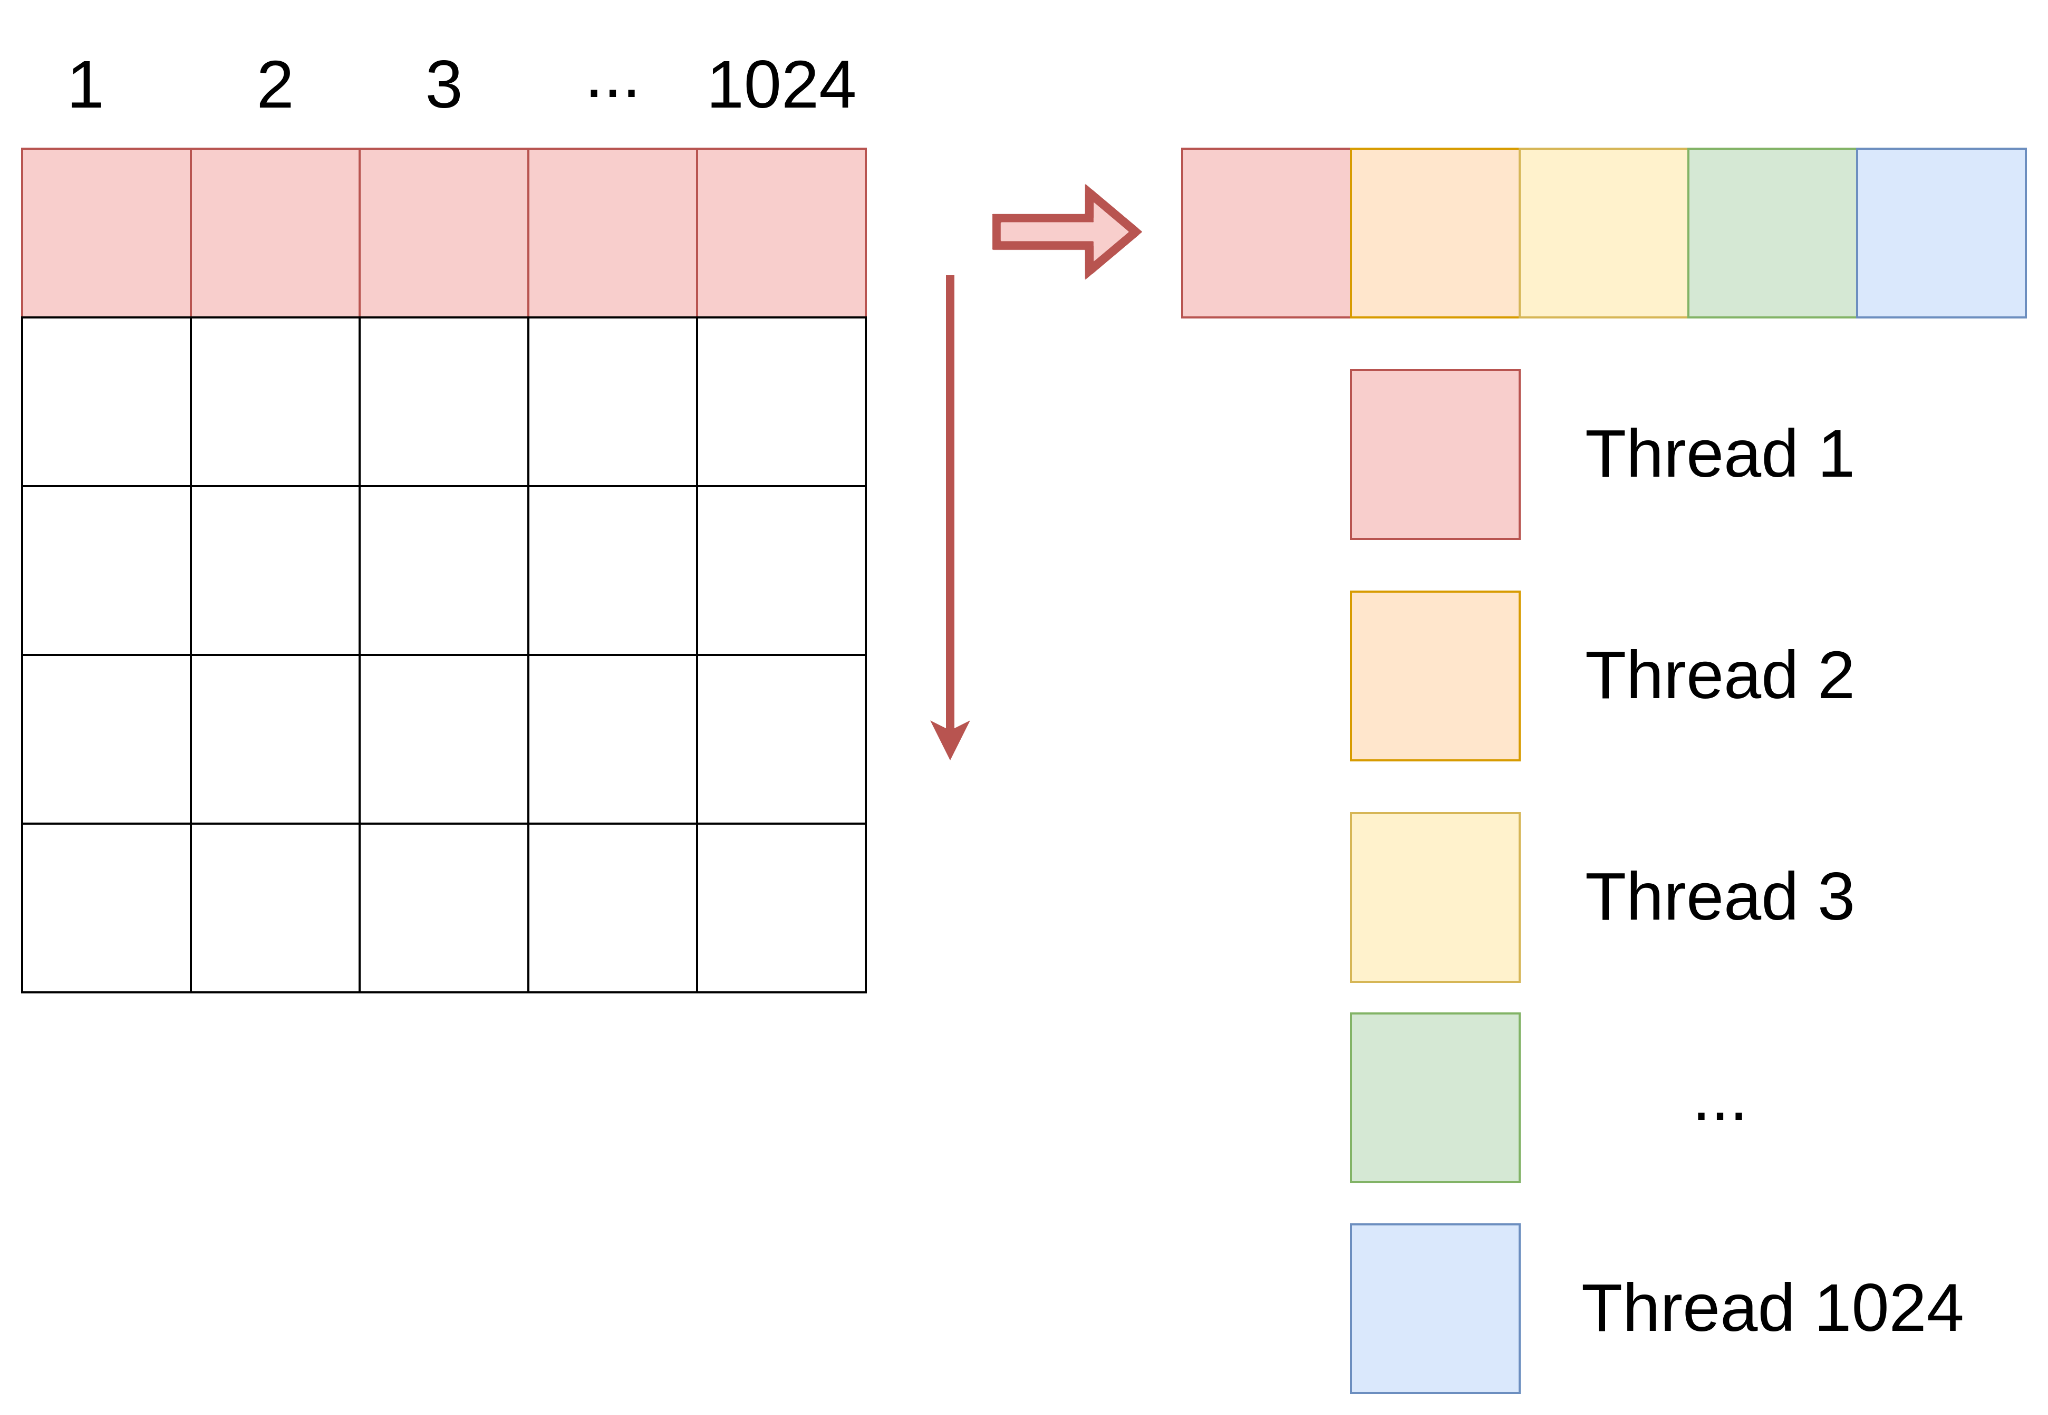 1 2 3 ... 1024
Thread 1
Thread 2
Thread 3
...
Thread 1024